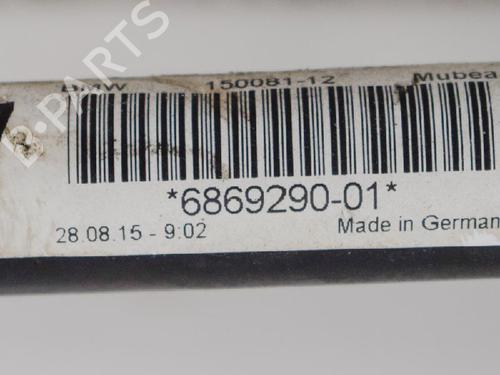 B-PARTS
BMW 150081-12 Mubea
*6869290-01*
28.08.15 - 9:02 Made in German